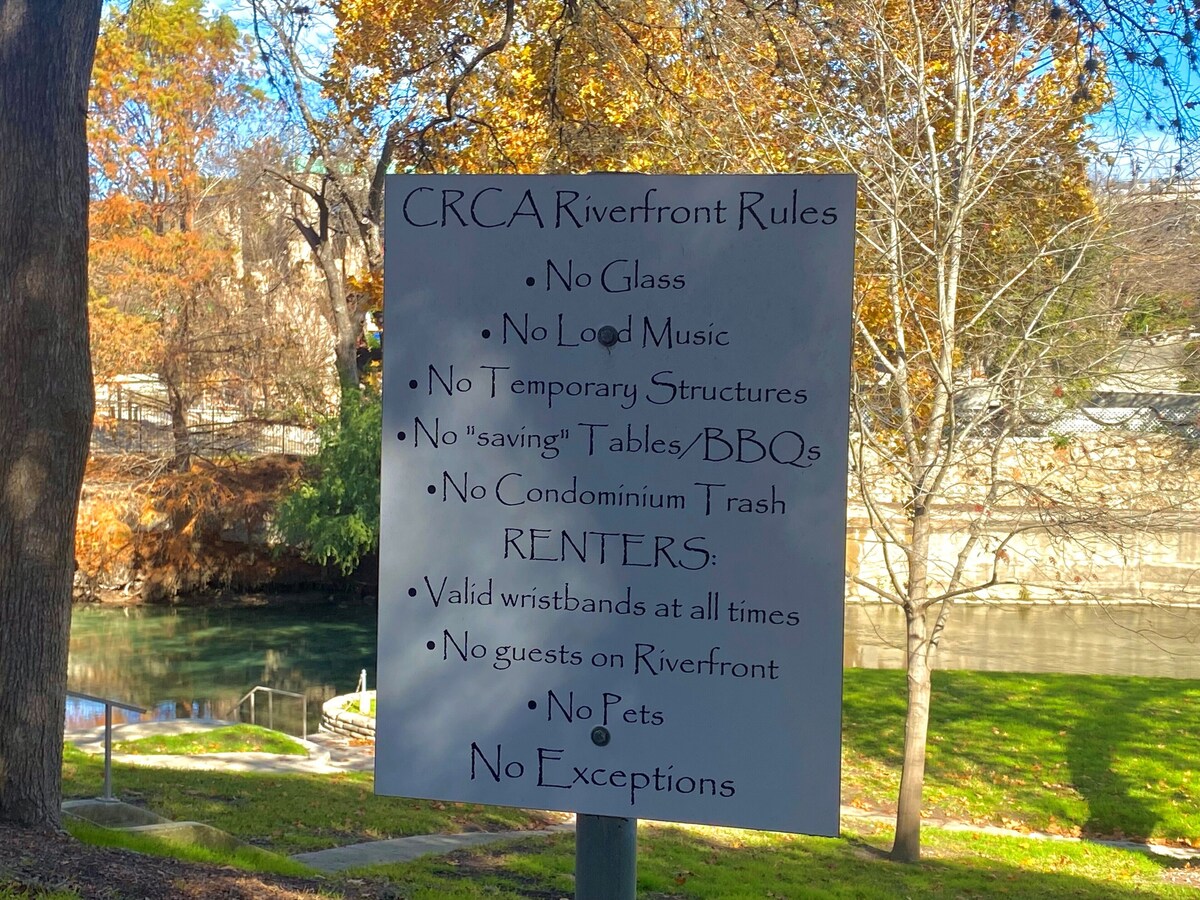 CRCA Riverfront Rules
• No Glass
• No Loud Music
• No Temporary Structures
• No "saving" Tables/BBQs
• No Condominium Trash
RENTERS:
• Valid wristbands at all times
• No guests on Riverfront
• No Pets
No Exceptions